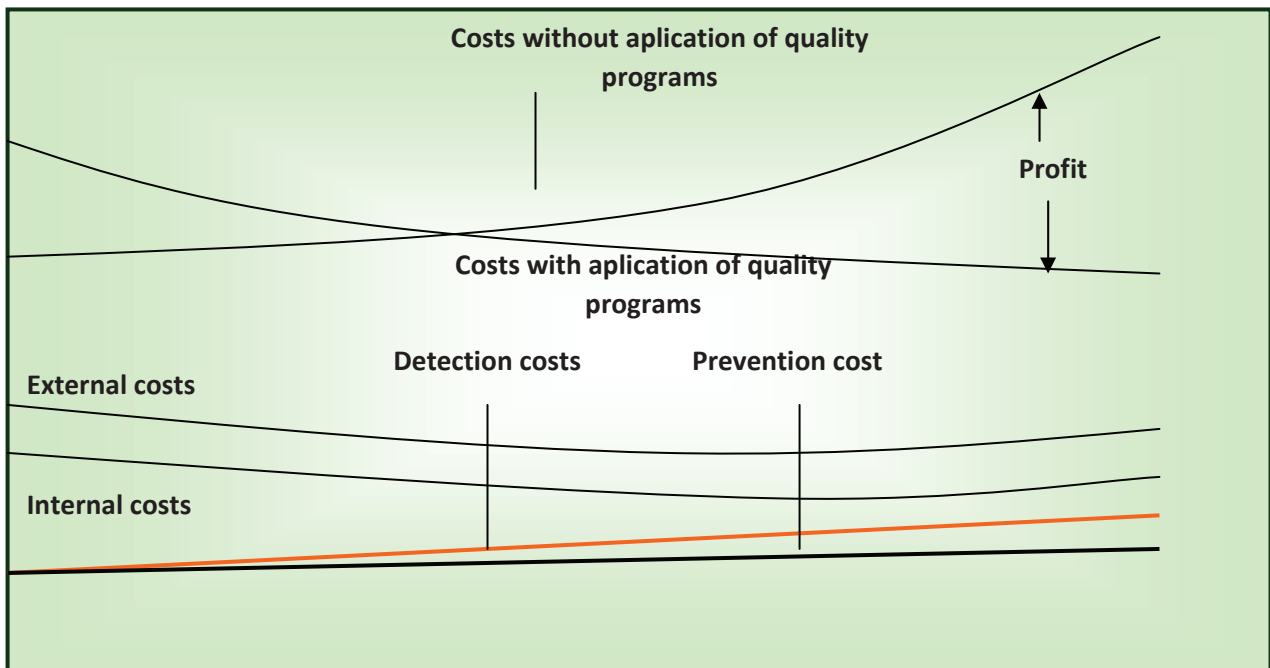 Costs without aplication of quality
programs
Profit
Costs with aplication of quality
programs
Detection costs
Prevention cost
External costs
Internal costs